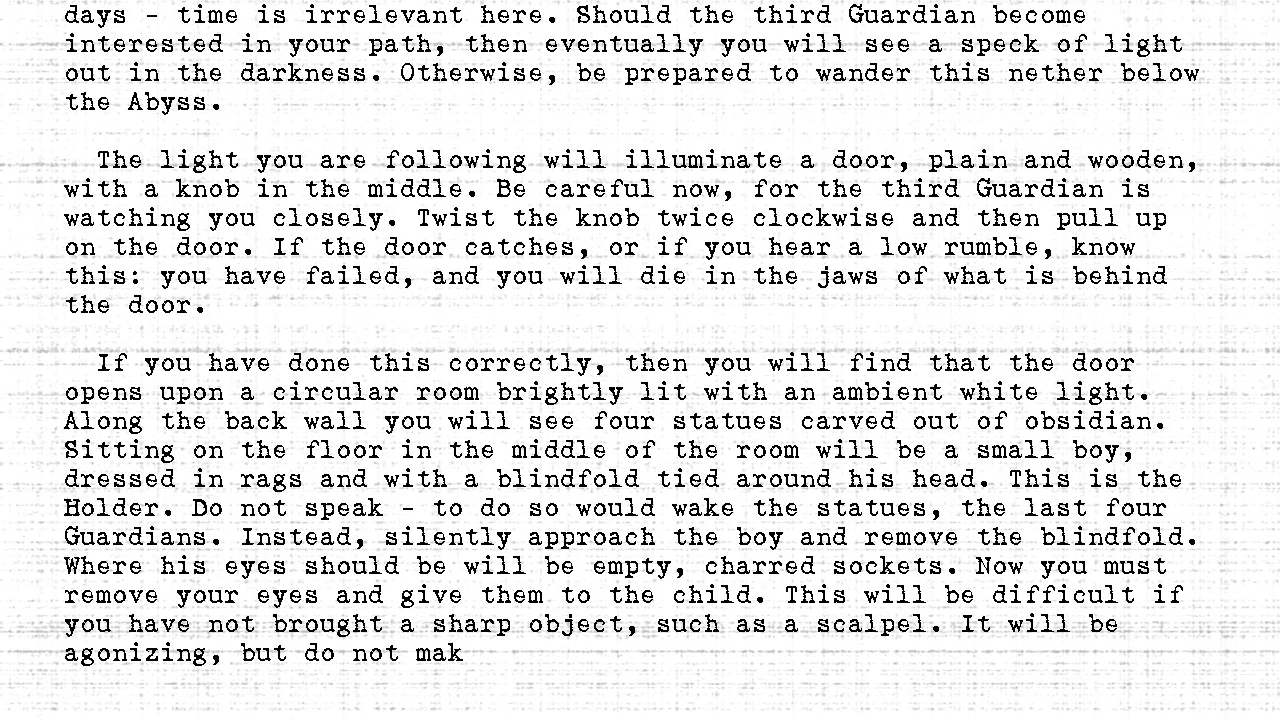 days - time is irrelevant here. Should the third Guardian become
interested in your path, then eventually you will see a speck of light
out in the darkness. Otherwise, be prepared to wander this nether below
the Abyss.
The light you are following will illuminate a door, plain and wooden,
with a knob in the middle. Be careful now, for the third Guardian is
watching you closely. Twist the knob twice clockwise and then pull up
on the door. If the door catches, or if you hear a low rumble, know
this: you have failed, and you will die in the jaws of what is behind
the door.
If you have done this correctly, then you will find that the door
opens upon a circular room brightly lit with an ambient white light.
Along the back wall you will see four statues carved out of obsidian.
Sitting on the floor in the middle of the room will be a small boy,
dressed in rags and with a blindfold tied around his head. This is the
Holder. Do not speak - to do so would wake the statues, the last four
Guardians. Instead, silently approach the boy and remove the blindfold.
Where his eyes should be will be empty, charred sockets. Now you must
remove your eyes and give them to the child. This will be difficult if
you have not brought a sharp object, such as a scalpel. It will be
agonizing, but do not mak